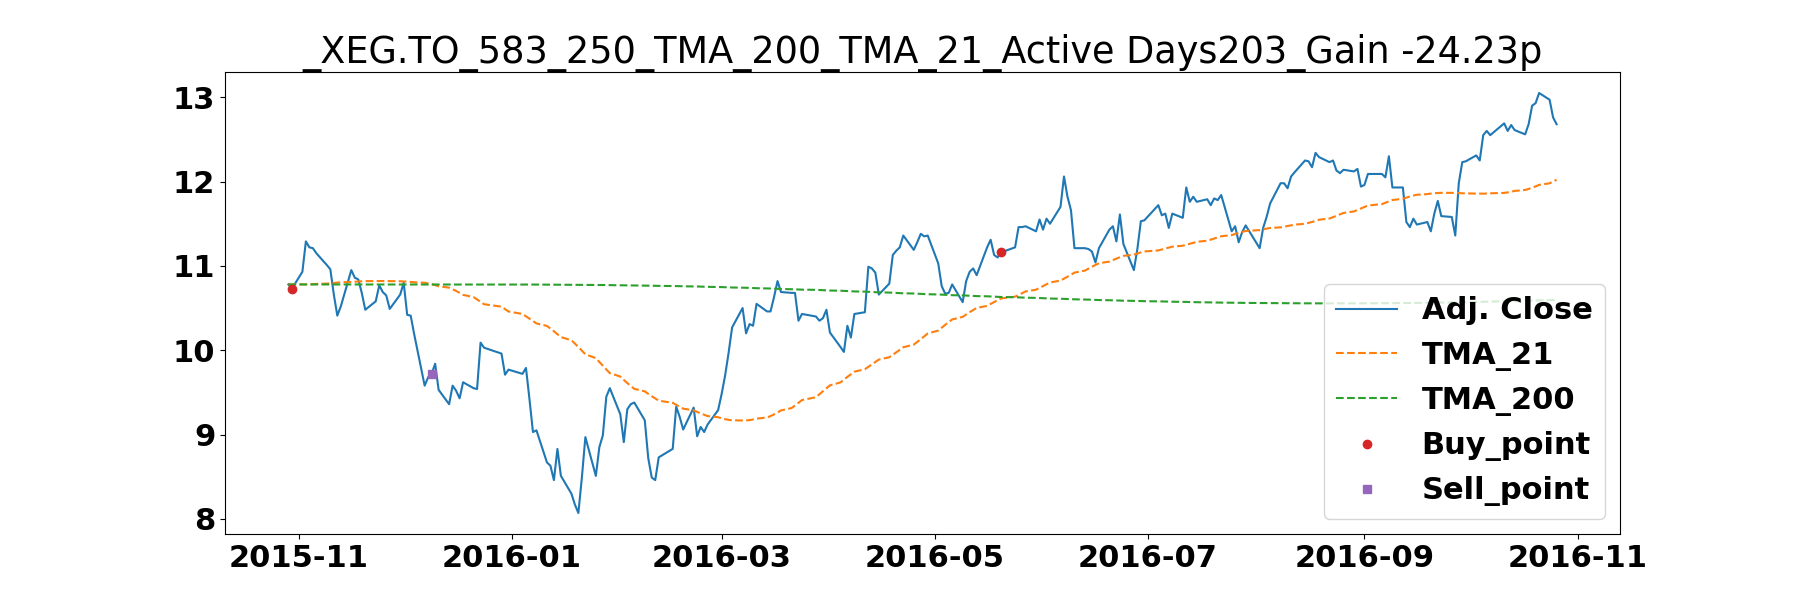 _XEG.TO_583_250_TMA_200_TMA_21_Active Days203_Gain -24.23p
13
12
11
10
9
8
2015-11 2016-01 2016-03 2016-05 2016-07 2016-09 2016-11
Adj. Close
TMA_21
TMA_200
Buy_point
Sell_point